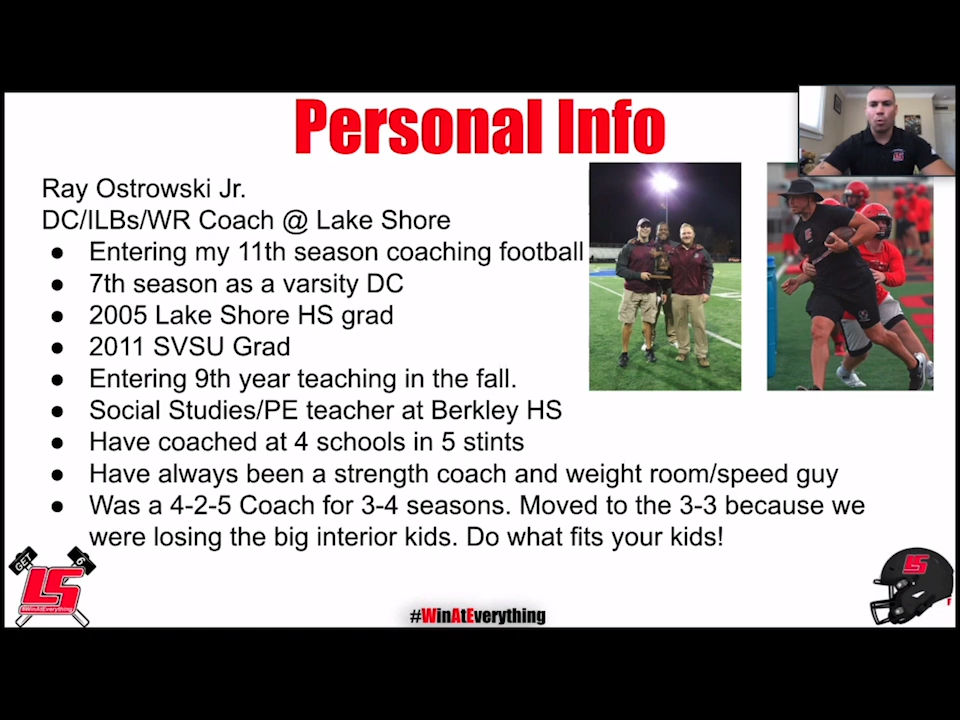 Personal Info
Ray Ostrowski Jr.
DC/ILBs/WR Coach @ Lake Shore
● Entering my 11th season coaching football
● 7th season as a varsity DC
● 2005 Lake Shore HS grad
● 2011 SVSU Grad
● Entering 9th year teaching in the fall.
● Social Studies/PE teacher at Berkley HS
● Have coached at 4 schools in 5 stints
● Have always been a strength coach and weight room/speed guy
● Was a 4-2-5 Coach for 3-4 seasons. Moved to the 3-3 because we
were losing the big interior kids. Do what fits your kids!
GET 6
LS
#WinAtEverything
LS
#WinAtEverything